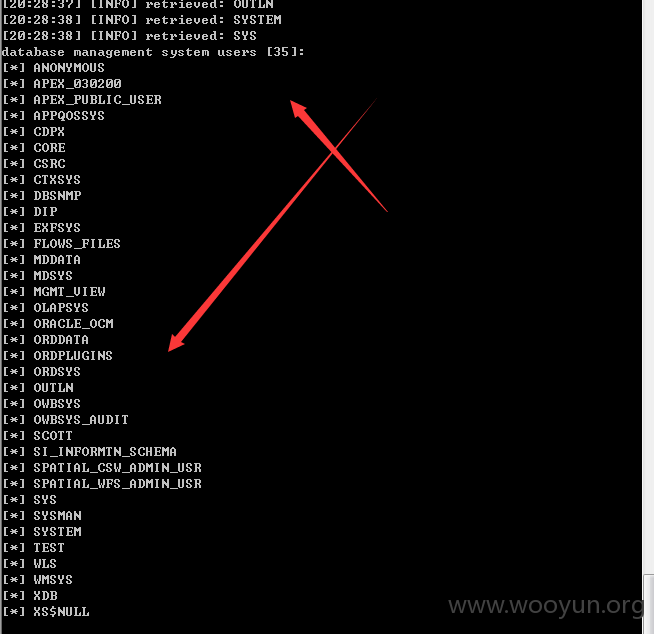 [20:28:37] [INFO] retrieved: OUTLN
[20:28:38] [INFO] retrieved: SYSTEM
[20:28:38] [INFO] retrieved: SYS
database management system users [35]:
[*] ANONYMOUS
[*] APEX_030200
[*] APEX_PUBLIC_USER
[*] APPQOSSYS
[*] CDPX
[*] CORE
[*] CSRC
[*] CTXSYS
[*] DBSNMP
[*] DIP
[*] EXFSYS
[*] FLOWS_FILES
[*] MDDATA
[*] MDSYS
[*] MGMT_VIEW
[*] OLAPSYS
[*] ORACLE_OCM
[*] ORDDATA
[*] ORDPLUGINS
[*] ORDSYS
[*] OUTLN
[*] OWBSYS
[*] OWBSYS_AUDIT
[*] SCOTT
[*] SI_INFORMTN_SCHEMA
[*] SPATIAL_CSW_ADMIN_USR
[*] SPATIAL_WFS_ADMIN_USR
[*] SYS
[*] SYSMAN
[*] SYSTEM
[*] TEST
[*] WLS
[*] WMSYS
[*] XDB
[*] XS$NULL
www.wooyun.org